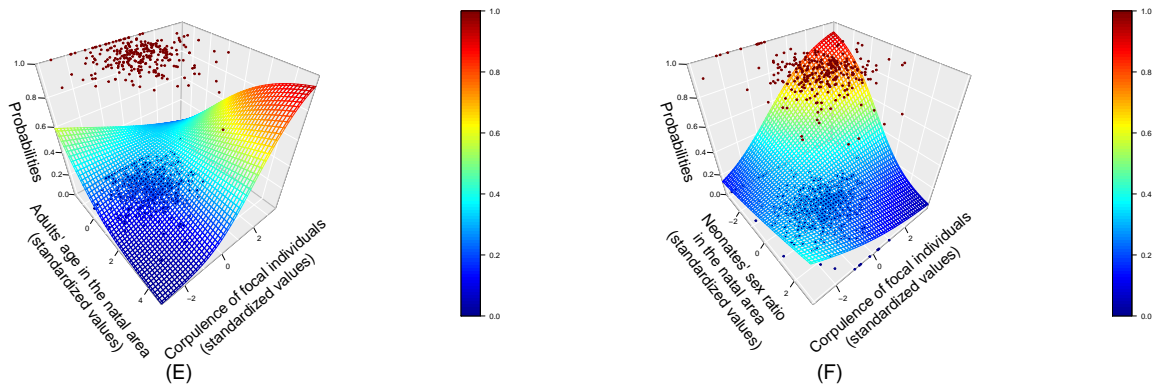 1.0
0.8
0.6
0.4
0.2
0.0
Probabilities
0
2
4
Adults' age in the natal area
(standardized values)
−2
0
2
Corpulence of focal individuals
(standardized values)
(E)
1.0
0.8
0.6
0.4
0.2
0.0
1.0
0.8
0.6
0.4
0.2
0.0
Probabilities
−2
0
2
Neonates' sex ratio
in the natal area
(standardized values)
−2
0
2
Corpulence of focal individuals
(standardized values)
(F)
1.0
0.8
0.6
0.4
0.2
0.0